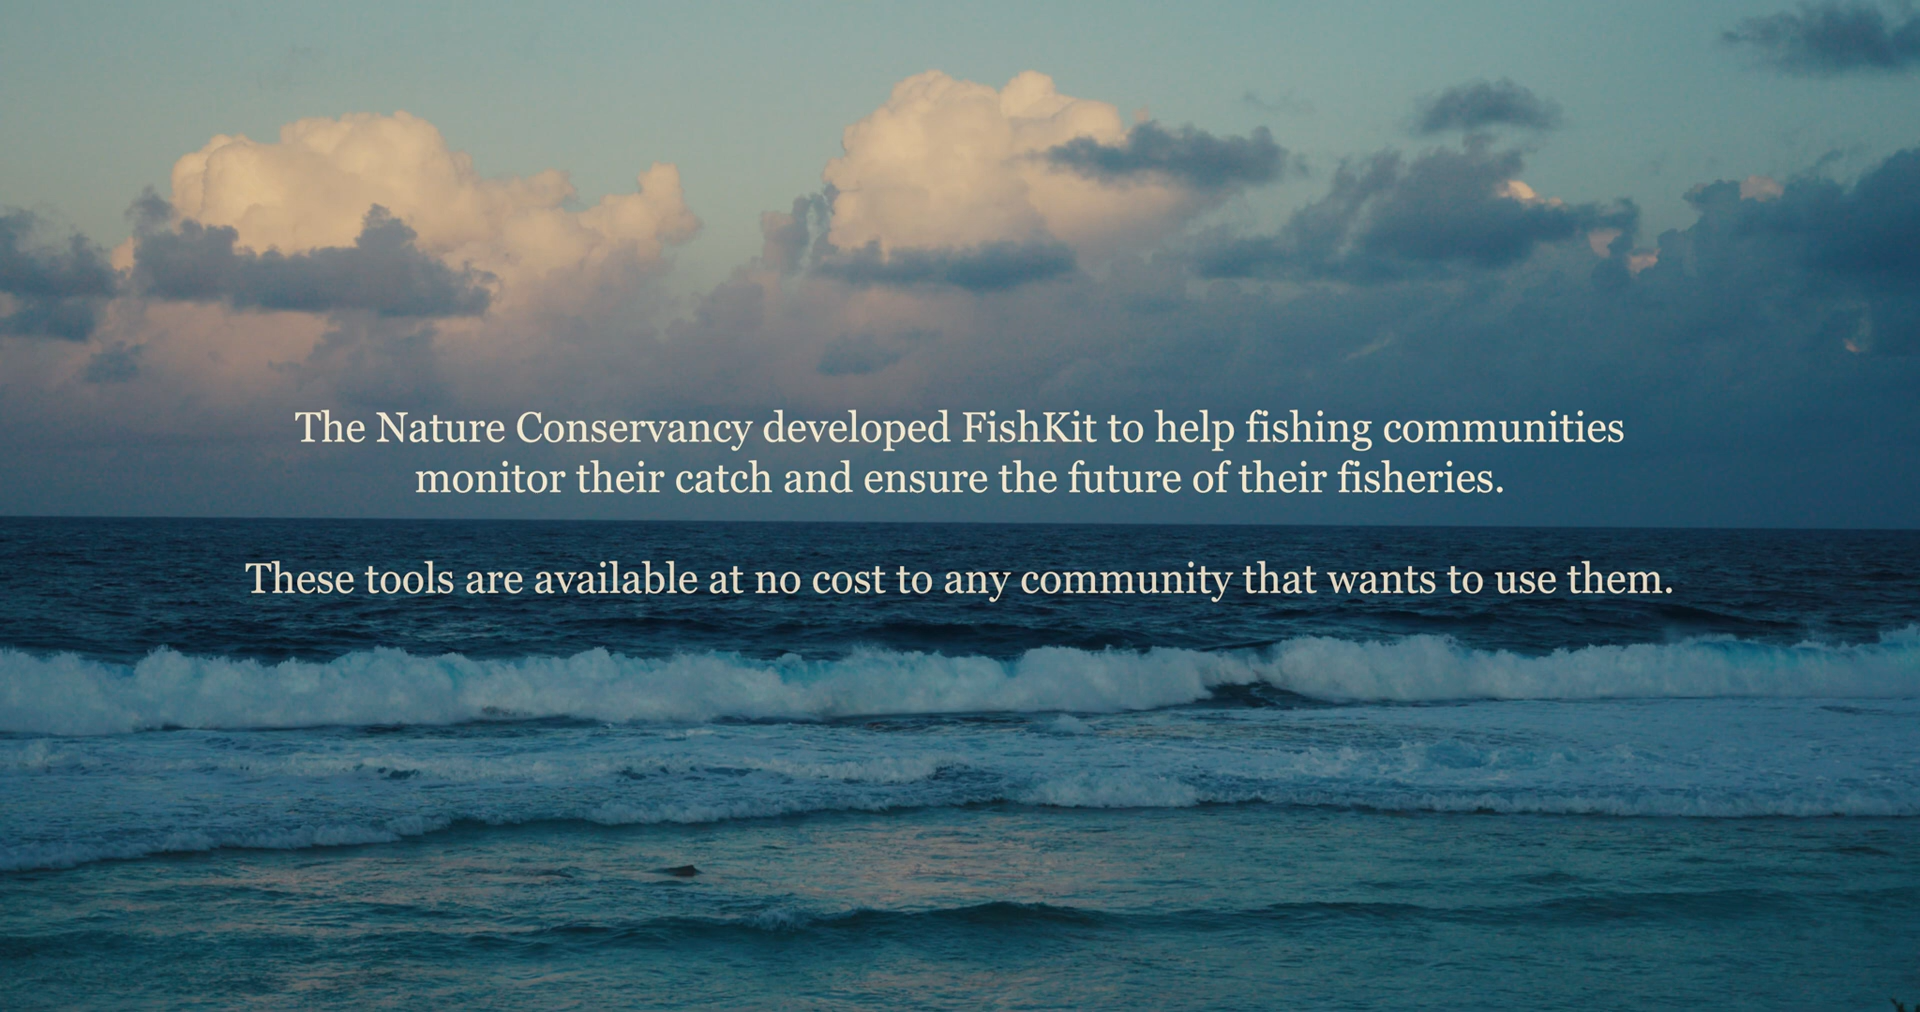 The Nature Conservancy developed FishKit to help fishing communities
monitor their catch and ensure the future of their fisheries.
These tools are available at no cost to any community that wants to use them.